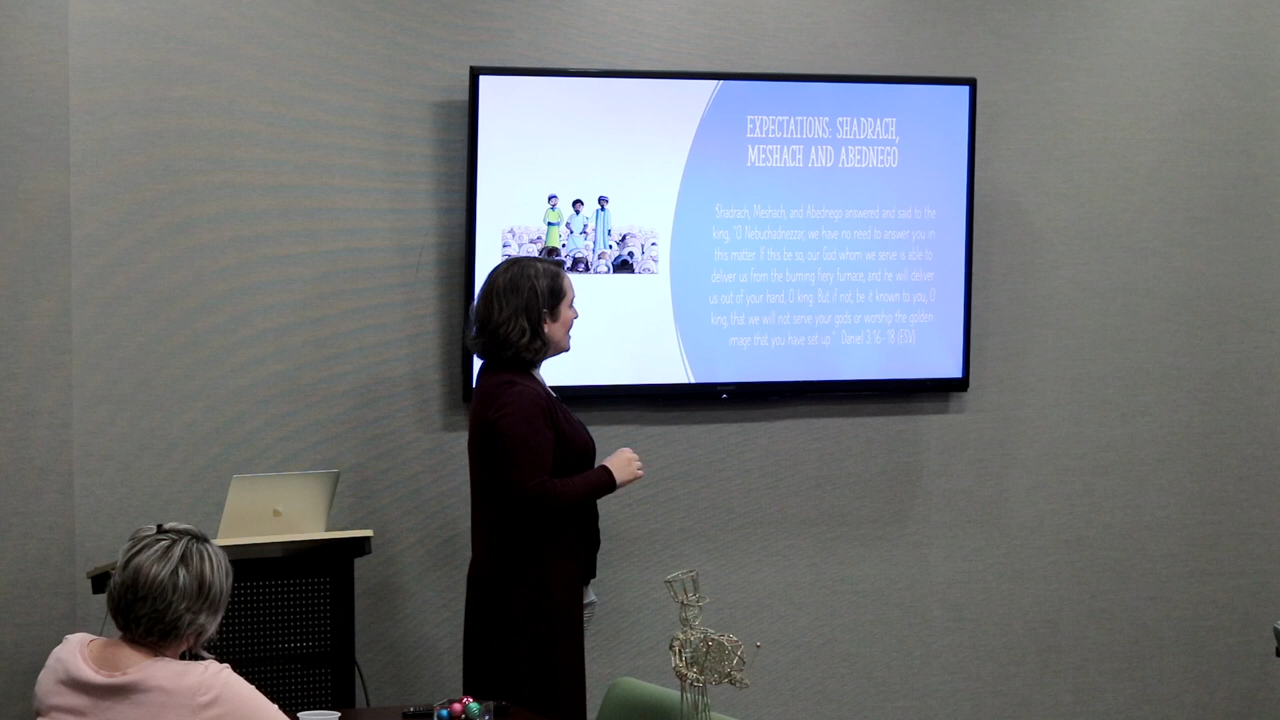 EXPECTATIONS: SHADRACH,
MESHACH AND ABEDNEGO
"Shadrach, Meshach, and Abednego answered and said to the
king, "O Nebuchadnezzar, we have no need to answer you in
this matter. If this be so, our God whom we serve is able to
deliver us from the burning fiery furnace, and he will deliver
us out of your hand, O king. But if not, be it known to you, O
king, that we will not serve your gods or worship the golden
image that you have set up." Daniel 3:16-18 (ESV)